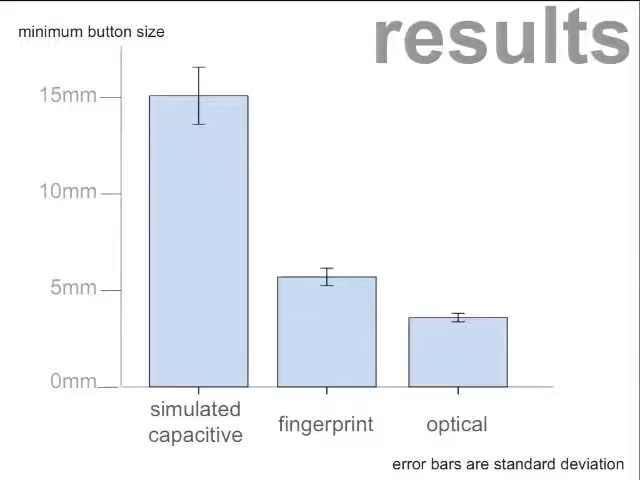 results
minimum button size
15mm
10mm
5mm
0mm
simulated
capacitive
fingerprint
optical
error bars are standard deviation